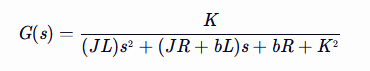 G(s) = K / ((JL)s² + (JR + bL)s + bR + K²)